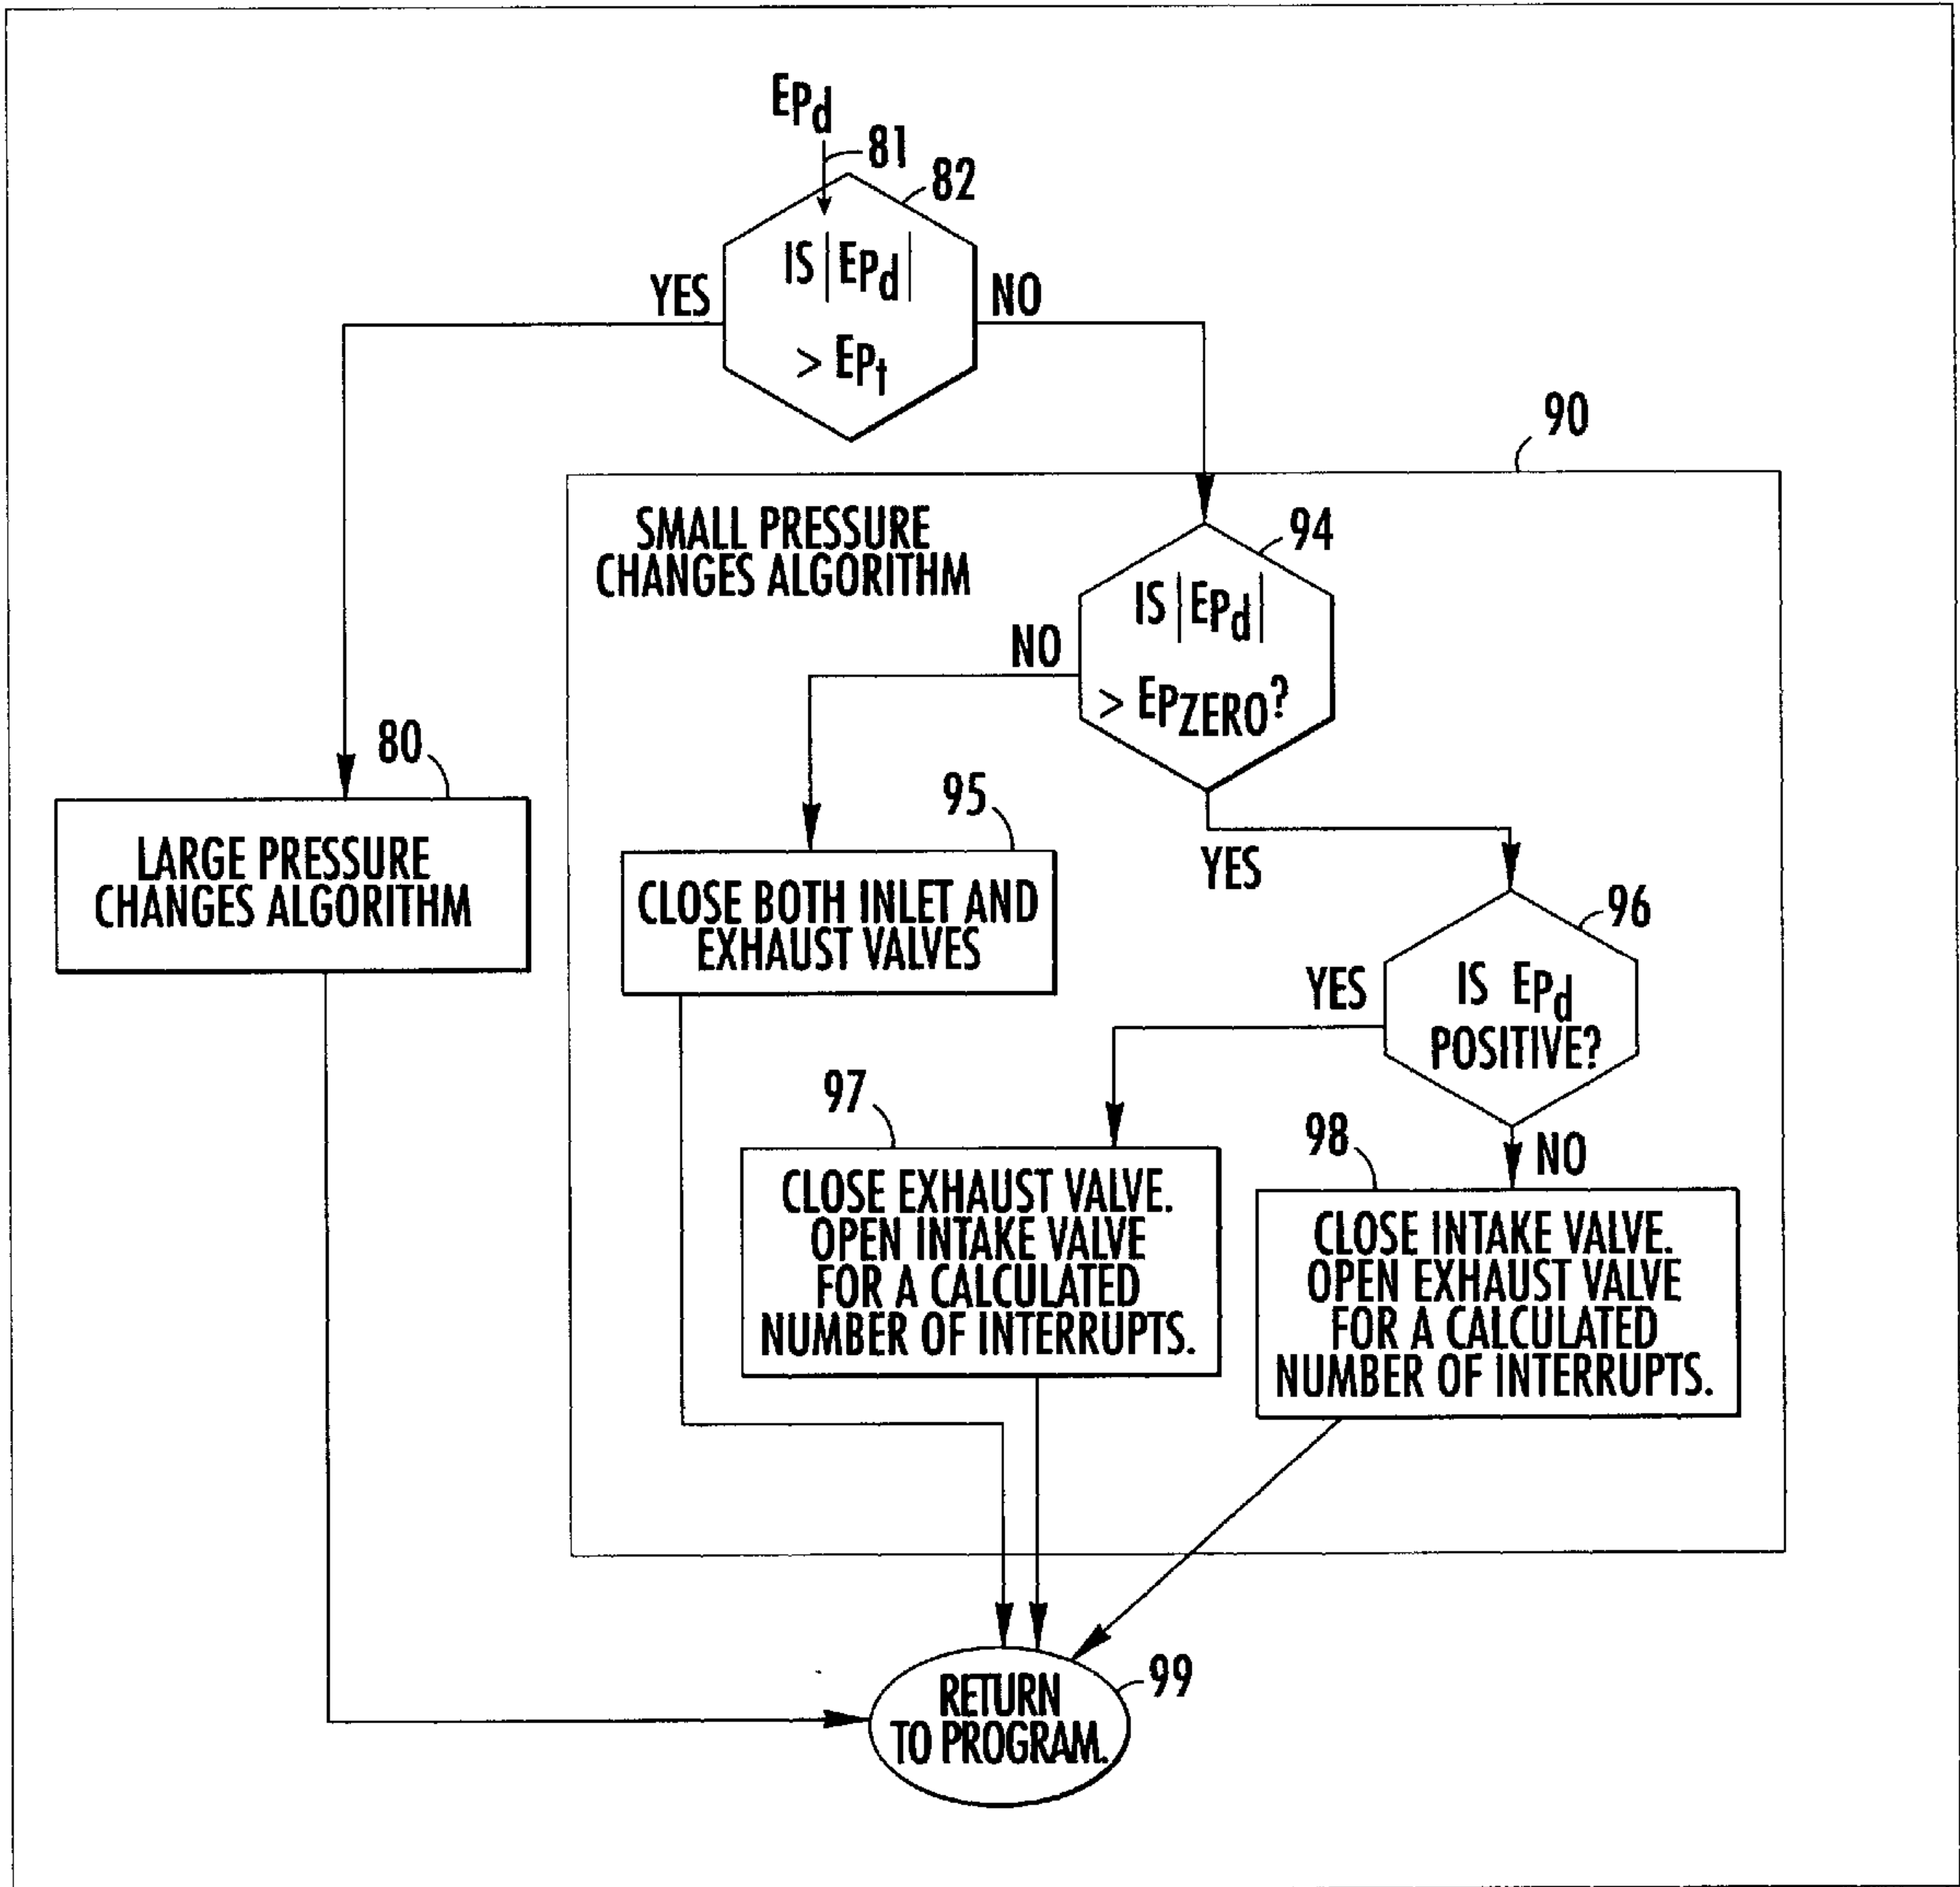 EPd
81
82
IS |EPd|
> EPt
YES
NO
90
SMALL PRESSURE
CHANGES ALGORITHM
94
IS |EPd|
> EPZERO?
NO
YES
80
LARGE PRESSURE
CHANGES ALGORITHM
95
CLOSE BOTH INLET AND
EXHAUST VALVES
96
IS EPd
POSITIVE?
YES
NO
97
CLOSE EXHAUST VALVE.
OPEN INTAKE VALVE
FOR A CALCULATED
NUMBER OF INTERRUPTS.
98
CLOSE INTAKE VALVE.
OPEN EXHAUST VALVE
FOR A CALCULATED
NUMBER OF INTERRUPTS.
99
RETURN
TO PROGRAM.